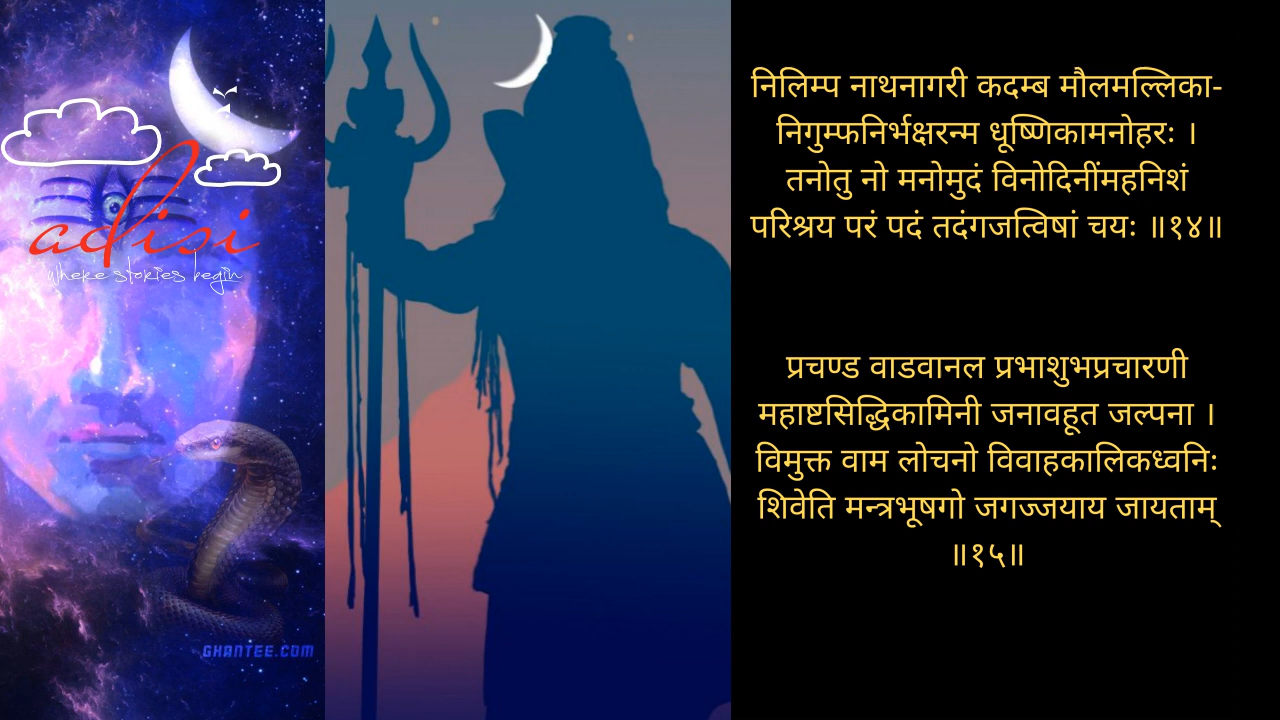 adisi
where stories begin
GHANTEE.COM
निलिम्प नाथनागरी कदम्ब मौलमल्लिका-
निगुम्फनिर्भक्षरन्म धूष्णिकामनोहरः ।
तनोतु नो मनोमुदं विनोदिनींमहनिशं
परिश्रय परं पदं तदंगजत्विषां चयः ॥१४॥
प्रचण्ड वाडवानल प्रभाशुभप्रचारणी
महाष्टसिद्धिकामिनी जनावहूत जल्पना ।
विमुक्त वाम लोचनो विवाहकालिकध्वनिः
शिवेति मन्त्रभूषगो जगज्जयाय जायताम्
॥१५॥